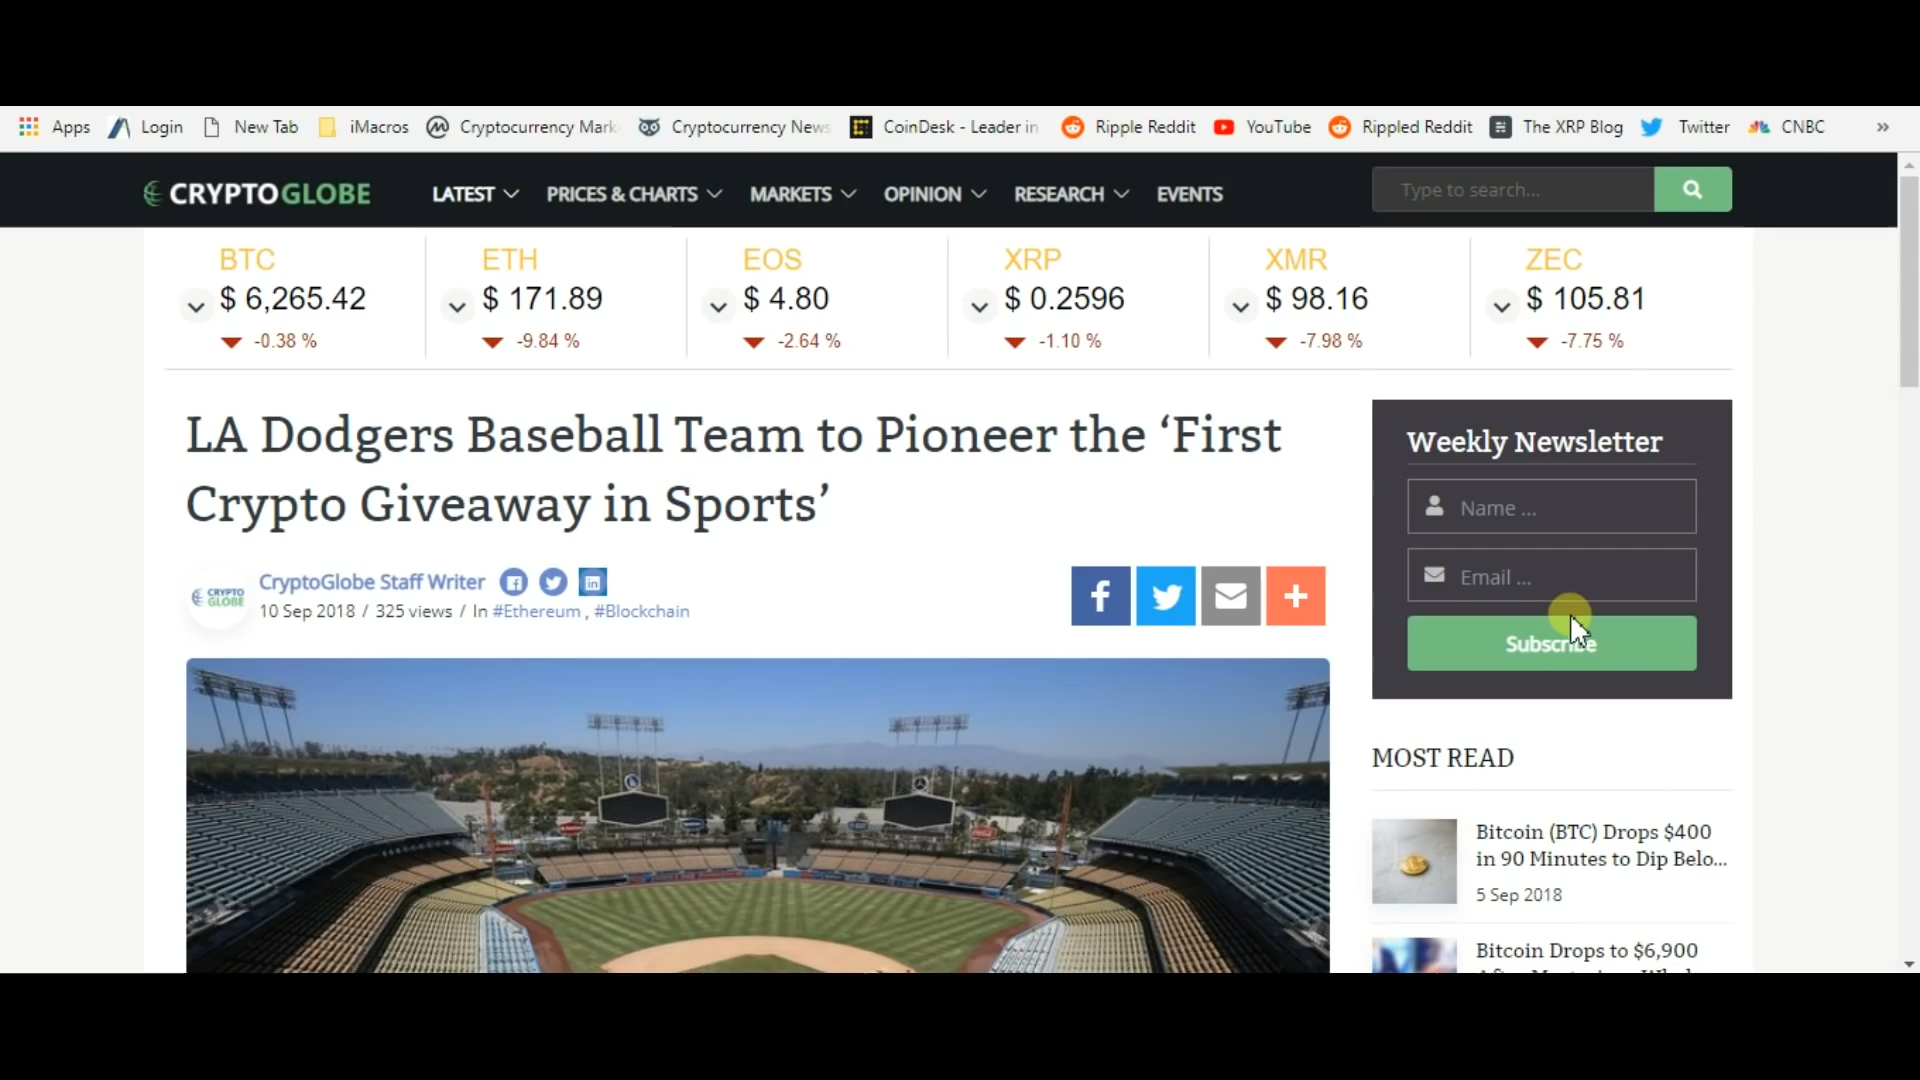 Apps Login New Tab iMacros Cryptocurrency Mark Cryptocurrency News CoinDesk - Leader in Ripple Reddit YouTube Rippled Reddit The XRP Blog Twitter CNBC »
CRYPTOGLOBE LATEST PRICES & CHARTS MARKETS OPINION RESEARCH EVENTS Type to search...
BTC ETH EOS XRP XMR ZEC
$ 6,265.42 $ 171.89 $ 4.80 $ 0.2596 $ 98.16 $ 105.81
-0.38 % -9.84 % -2.64 % -1.10 % -7.98 % -7.75 %
LA Dodgers Baseball Team to Pioneer the ‘First
Crypto Giveaway in Sports’
CRYPTO
GLOBE
CryptoGlobe Staff Writer
10 Sep 2018 / 325 views / In #Ethereum , #Blockchain
Weekly Newsletter
Name ...
Email ...
Subscribe
MOST READ
Bitcoin (BTC) Drops $400
in 90 Minutes to Dip Belo...
5 Sep 2018
Bitcoin Drops to $6,900